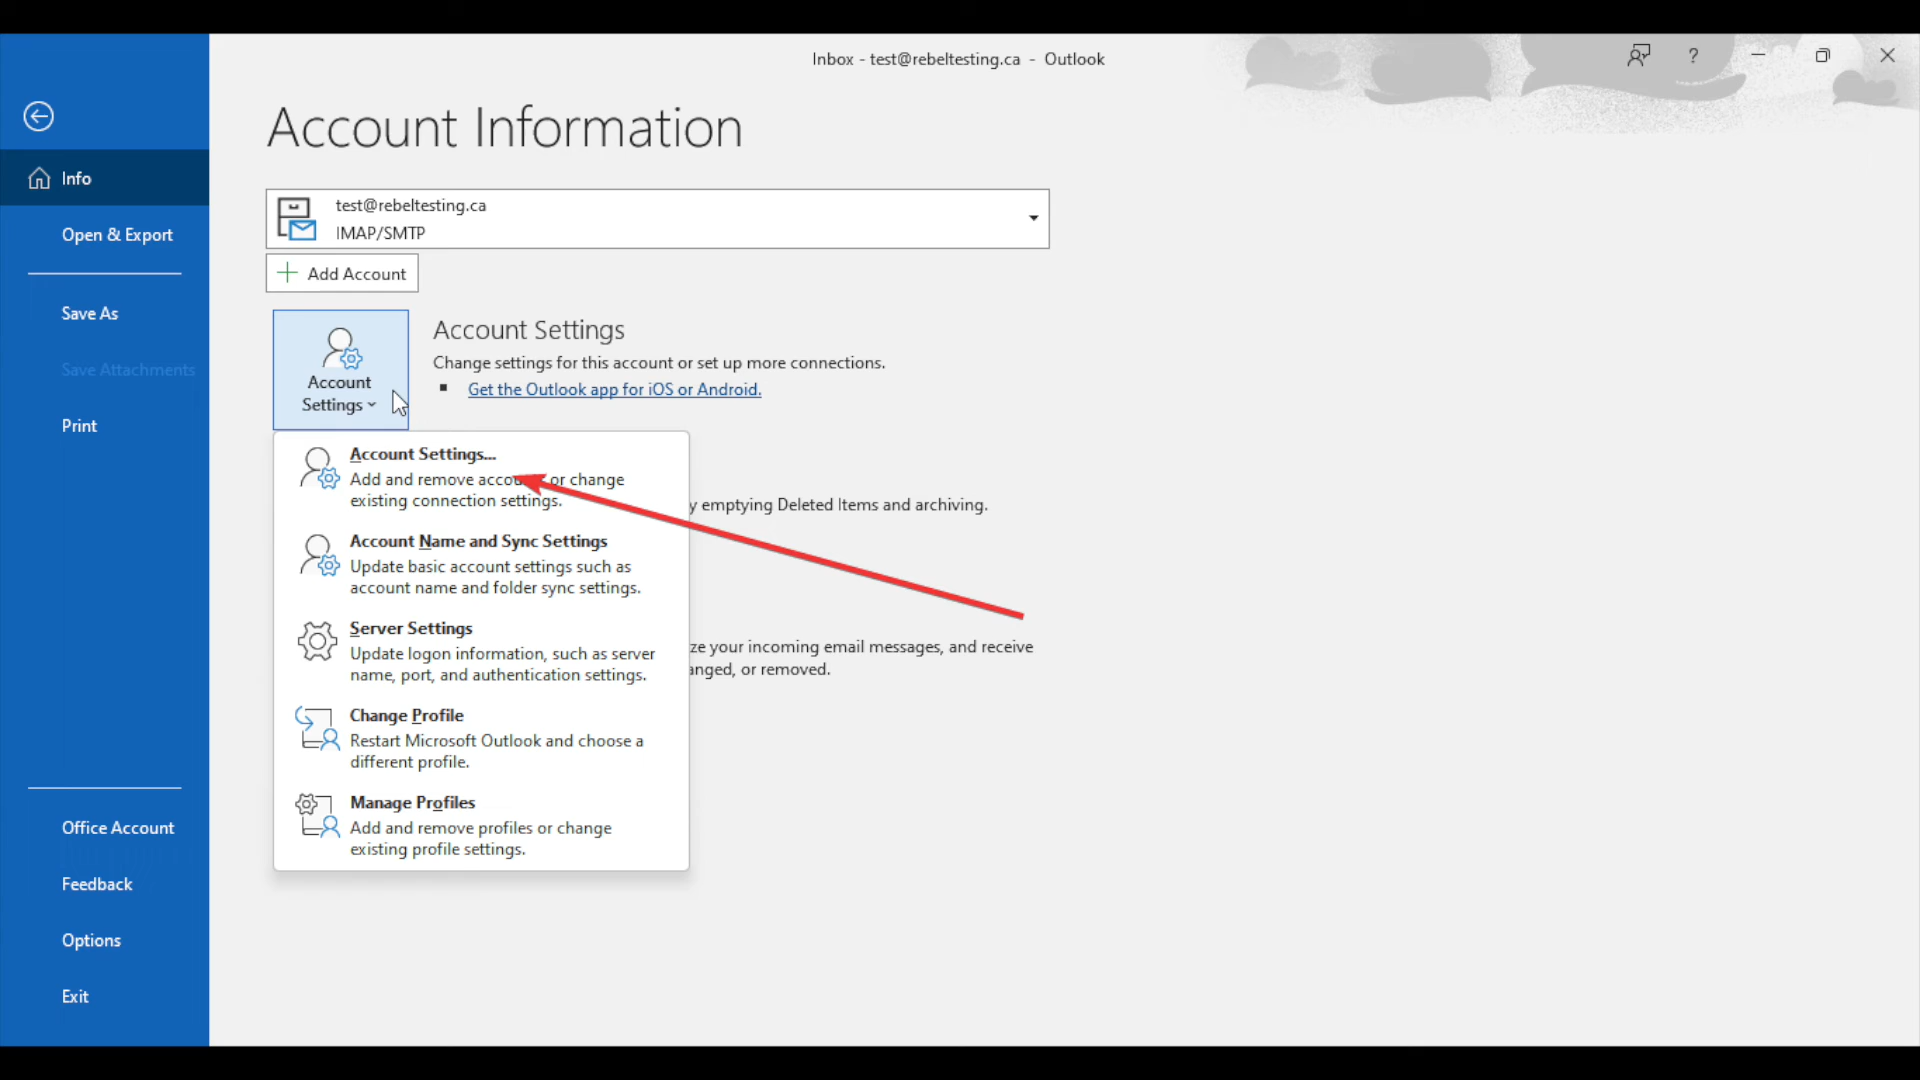 Inbox - test@rebeltesting.ca - Outlook
?
Account Information
Info
Open & Export
Save As
Save Attachments
Print
Office Account
Feedback
Options
Exit
test@rebeltesting.ca
IMAP/SMTP
Add Account
Account
Settings
Account Settings
Change settings for this account or set up more connections.
Get the Outlook app for iOS or Android.
Account Settings...
Add and remove accou or change
existing connection settings.
y emptying Deleted Items and archiving.
Account Name and Sync Settings
Update basic account settings such as
account name and folder sync settings.
Server Settings
Update logon information, such as server
name, port, and authentication settings.
ze your incoming email messages, and receive
anged, or removed.
Change Profile
Restart Microsoft Outlook and choose a
different profile.
Manage Profiles
Add and remove profiles or change
existing profile settings.